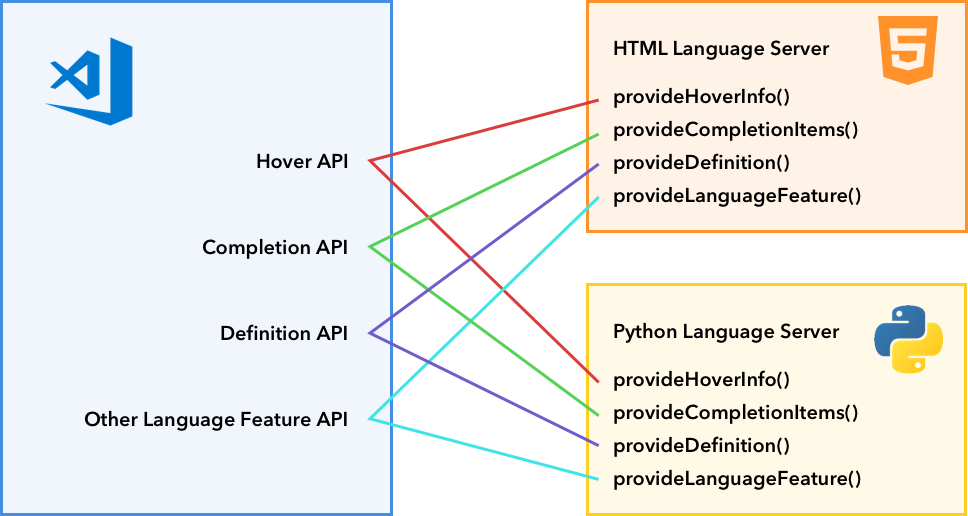 Hover API
Completion API
Definition API
Other Language Feature API
HTML Language Server
5
provideHoverInfo()
provideCompletionItems()
provideDefinition()
provideLanguageFeature()
Python Language Server
provideHoverInfo()
provideCompletionItems()
provideDefinition()
provideLanguageFeature()